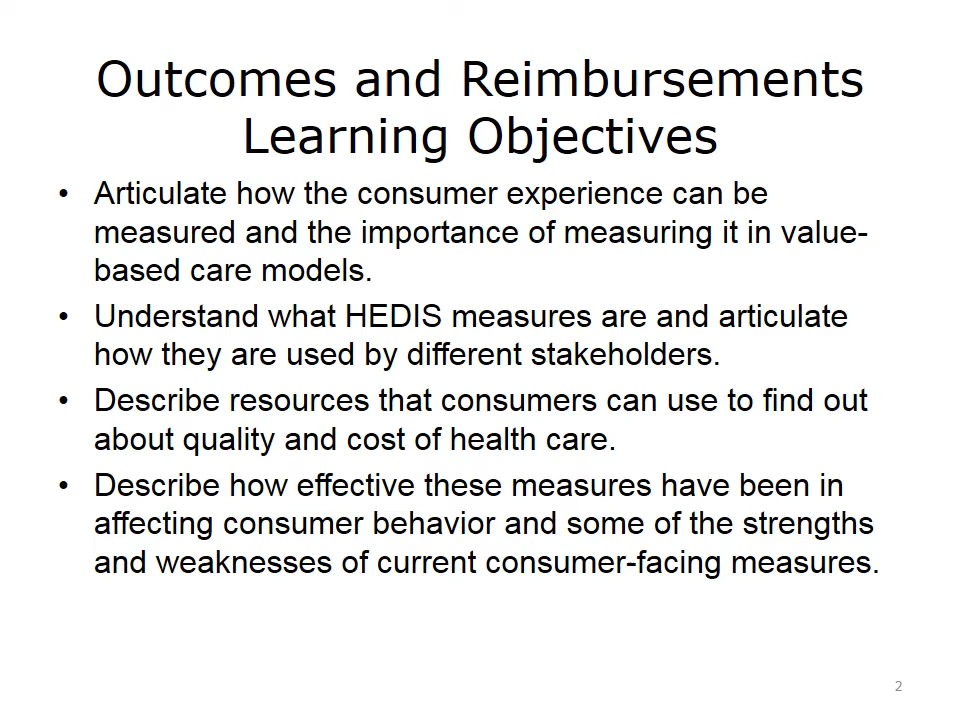 Outcomes and Reimbursements
Learning Objectives
• Articulate how the consumer experience can be
measured and the importance of measuring it in value-
based care models.
• Understand what HEDIS measures are and articulate
how they are used by different stakeholders.
• Describe resources that consumers can use to find out
about quality and cost of health care.
• Describe how effective these measures have been in
affecting consumer behavior and some of the strengths
and weaknesses of current consumer-facing measures.
2